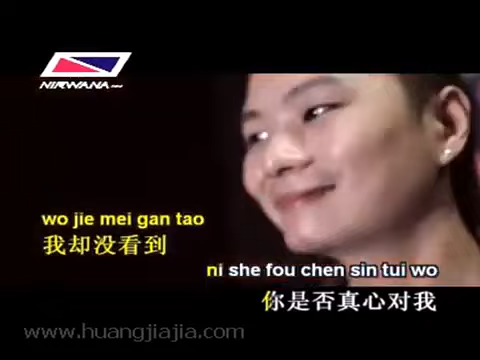 NIRWANA
wo jie mei gan tao
我却没看到
ni she fou chen sin tui wo
你是否真心对我
www.huangjiajia.com